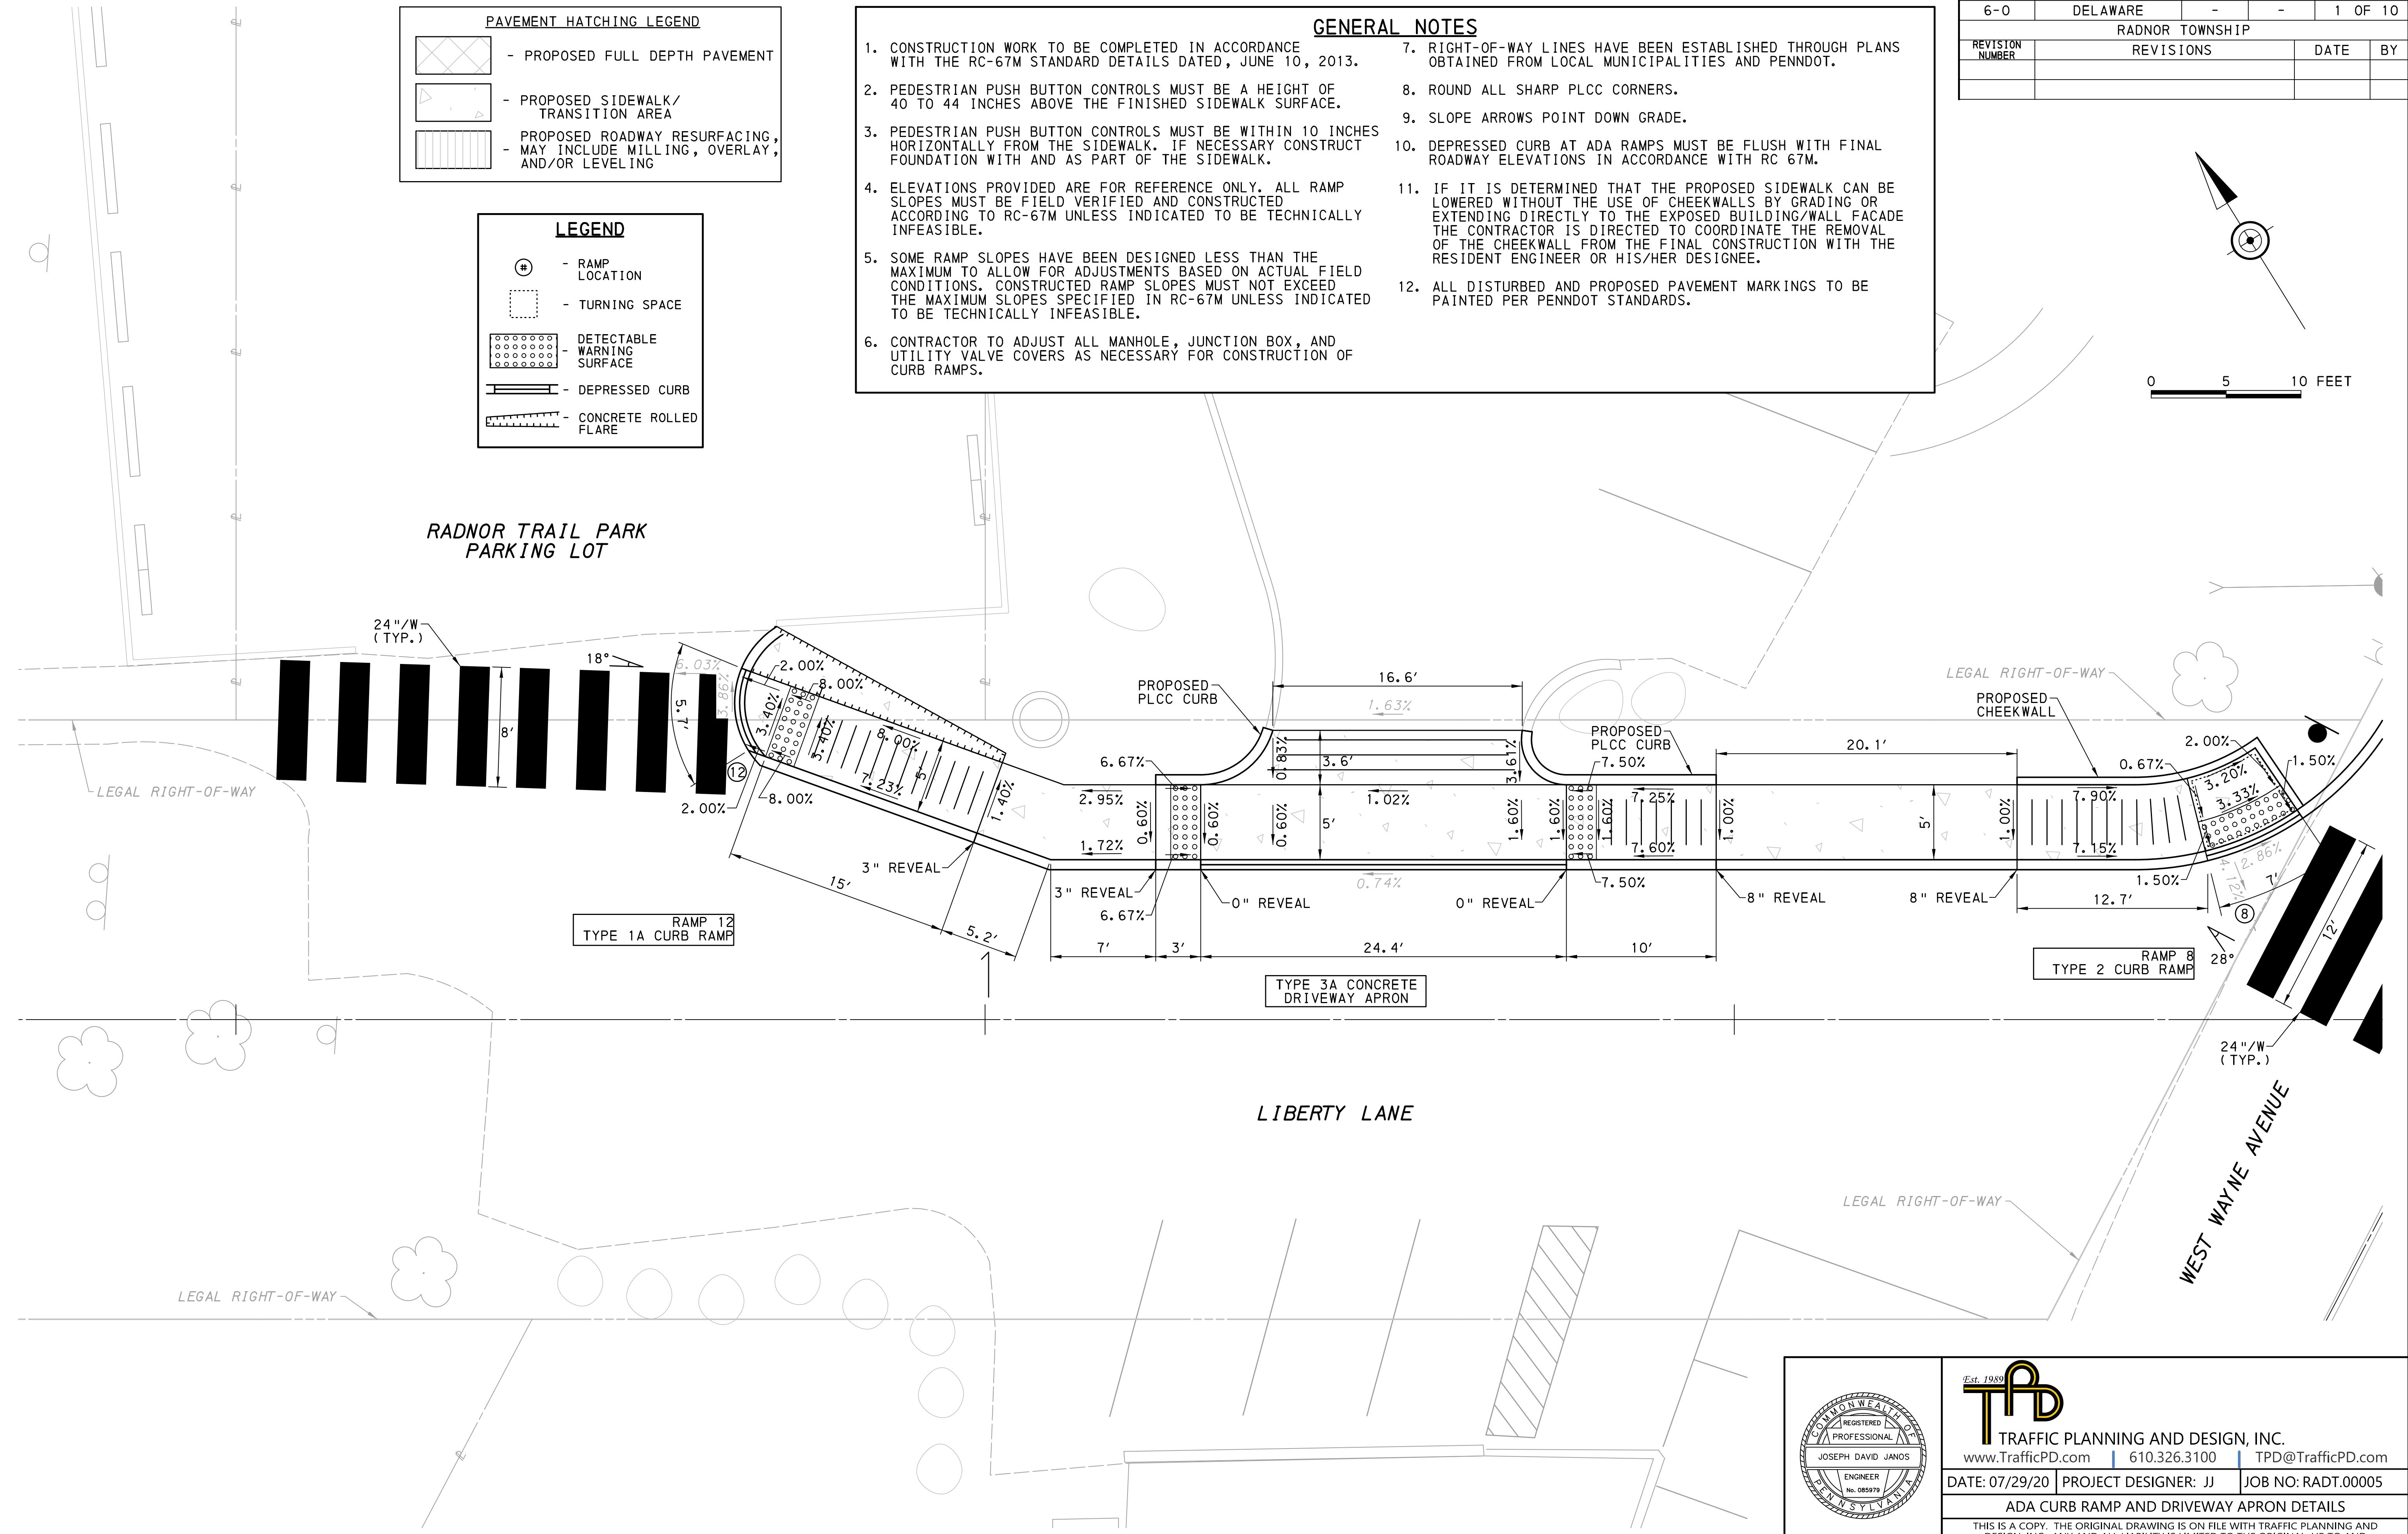 PAVEMENT HATCHING LEGEND
- PROPOSED FULL DEPTH PAVEMENT
- PROPOSED SIDEWALK/
TRANSITION AREA
PROPOSED ROADWAY RESURFACING,
- MAY INCLUDE MILLING, OVERLAY,
AND/OR LEVELING
LEGEND
# - RAMP
LOCATION
- TURNING SPACE
DETECTABLE
- WARNING
SURFACE
- DEPRESSED CURB
- CONCRETE ROLLED
FLARE
GENERAL NOTES
1. CONSTRUCTION WORK TO BE COMPLETED IN ACCORDANCE
WITH THE RC-67M STANDARD DETAILS DATED, JUNE 10, 2013.
2. PEDESTRIAN PUSH BUTTON CONTROLS MUST BE A HEIGHT OF
40 TO 44 INCHES ABOVE THE FINISHED SIDEWALK SURFACE.
3. PEDESTRIAN PUSH BUTTON CONTROLS MUST BE WITHIN 10 INCHES
HORIZONTALLY FROM THE SIDEWALK. IF NECESSARY CONSTRUCT
FOUNDATION WITH AND AS PART OF THE SIDEWALK.
4. ELEVATIONS PROVIDED ARE FOR REFERENCE ONLY. ALL RAMP
SLOPES MUST BE FIELD VERIFIED AND CONSTRUCTED
ACCORDING TO RC-67M UNLESS INDICATED TO BE TECHNICALLY
INFEASIBLE.
5. SOME RAMP SLOPES HAVE BEEN DESIGNED LESS THAN THE
MAXIMUM TO ALLOW FOR ADJUSTMENTS BASED ON ACTUAL FIELD
CONDITIONS. CONSTRUCTED RAMP SLOPES MUST NOT EXCEED
THE MAXIMUM SLOPES SPECIFIED IN RC-67M UNLESS INDICATED
TO BE TECHNICALLY INFEASIBLE.
6. CONTRACTOR TO ADJUST ALL MANHOLE, JUNCTION BOX, AND
UTILITY VALVE COVERS AS NECESSARY FOR CONSTRUCTION OF
CURB RAMPS.
7. RIGHT-OF-WAY LINES HAVE BEEN ESTABLISHED THROUGH PLANS
OBTAINED FROM LOCAL MUNICIPALITIES AND PENNDOT.
8. ROUND ALL SHARP PLCC CORNERS.
9. SLOPE ARROWS POINT DOWN GRADE.
10. DEPRESSED CURB AT ADA RAMPS MUST BE FLUSH WITH FINAL
ROADWAY ELEVATIONS IN ACCORDANCE WITH RC 67M.
11. IF IT IS DETERMINED THAT THE PROPOSED SIDEWALK CAN BE
LOWERED WITHOUT THE USE OF CHEEKWALLS BY GRADING OR
EXTENDING DIRECTLY TO THE EXPOSED BUILDING/WALL FACADE
THE CONTRACTOR IS DIRECTED TO COORDINATE THE REMOVAL
OF THE CHEEKWALL FROM THE FINAL CONSTRUCTION WITH THE
RESIDENT ENGINEER OR HIS/HER DESIGNEE.
12. ALL DISTURBED AND PROPOSED PAVEMENT MARKINGS TO BE
PAINTED PER PENNDOT STANDARDS.
6-0 DELAWARE - - 1 OF 10
RADNOR TOWNSHIP
REVISION
NUMBER REVISIONS DATE BY
0 5 10 FEET
RADNOR TRAIL PARK
PARKING LOT
24"/W
(TYP.)
18°
8'
6.03%
3.86%
5.7'
2.00%
8.00%
3.40%
3.40%
8.00%
7.23%
5'
1.40%
12
2.00%
8.00%
3" REVEAL
15'
5.2'
RAMP 12
TYPE 1A CURB RAMP
LEGAL RIGHT-OF-WAY
1
PROPOSED
PLCC CURB
16.6'
1.63%
6.67%
2.95%
1.72%
0.60%
0.60%
0.83%
0.60%
3.6'
5'
1.02%
3.61%
1.60%
1.60%
1.60%
PROPOSED
PLCC CURB
7.50%
7.25%
7.60%
7.50%
1.00%
0.74%
3" REVEAL
6.67%
0" REVEAL
0" REVEAL
8" REVEAL
7'
3'
24.4'
10'
TYPE 3A CONCRETE
DRIVEWAY APRON
20.1'
5'
1.00%
8" REVEAL
LEGAL RIGHT-OF-WAY
PROPOSED
CHEEKWALL
2.00%
0.67%
1.50%
3.20%
3.33%
7.90%
7.15%
2.86%
4.12%
1.50%
7'
12.7'
8
28°
RAMP 8
TYPE 2 CURB RAMP
12'
24"/W
(TYP.)
LIBERTY LANE
WEST WAYNE AVENUE
LEGAL RIGHT-OF-WAY
LEGAL RIGHT-OF-WAY
COMMONWEALTH OF
REGISTERED
PROFESSIONAL
JOSEPH DAVID JANOS
ENGINEER
No. 085979
PENNSYLVANIA
Est. 1989
TPD
TRAFFIC PLANNING AND DESIGN, INC.
www.TrafficPD.com | 610.326.3100 | TPD@TrafficPD.com
DATE: 07/29/20 PROJECT DESIGNER: JJ JOB NO: RADT.00005
ADA CURB RAMP AND DRIVEWAY APRON DETAILS
THIS IS A COPY. THE ORIGINAL DRAWING IS ON FILE WITH TRAFFIC PLANNING AND